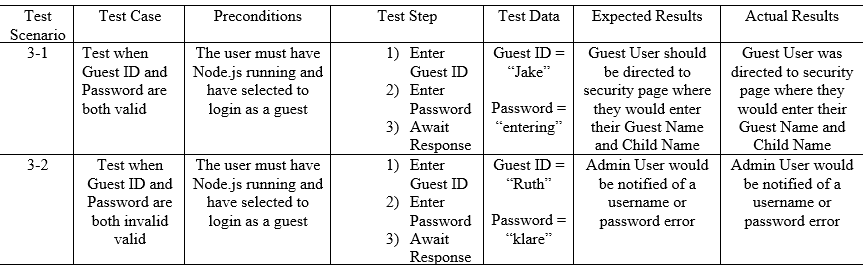 Test Scenario Test Case Preconditions Test Step Test Data Expected Results Actual Results
3-1
Test when
Guest ID and
Password are
both valid
The user must have
Node.js running and
have selected to
login as a guest
1) Enter
Guest ID
2) Enter
Password
3) Await
Response
Guest ID =
“Jake”
Password =
“entering”
Guest User should
be directed to
security page where
they would enter
their Guest Name
and Child Name
Guest User was
directed to security
page where they
would enter their
Guest Name and
Child Name
3-2
Test when
Guest ID and
Password are
both invalid
valid
The user must have
Node.js running and
have selected to
login as a guest
1) Enter
Guest ID
2) Enter
Password
3) Await
Response
Guest ID =
“Ruth”
Password =
“klare”
Admin User would
be notified of a
username or
password error
Admin User would
be notified of a
username or
password error